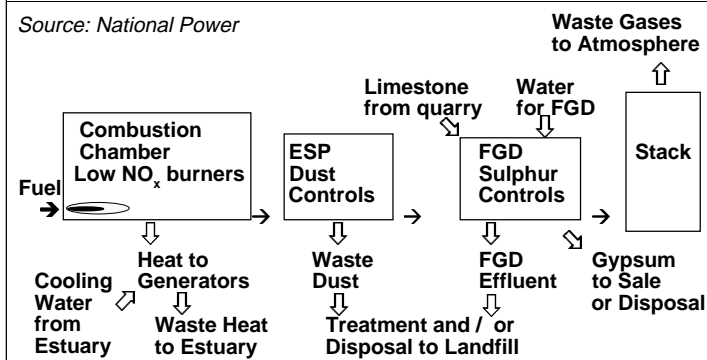 Source: National Power
Waste Gases
to Atmosphere
Limestone
from quarry
Water
for FGD
Combustion
Chamber
Low NOx burners
ESP
Dust
Controls
FGD
Sulphur
Controls
Stack
Fuel
Heat to
Generators
Waste
Dust
FGD
Effluent
Gypsum
to Sale
or Disposal
Cooling
Water
from
Estuary
Waste Heat
to Estuary
Treatment and / or
Disposal to Landfill